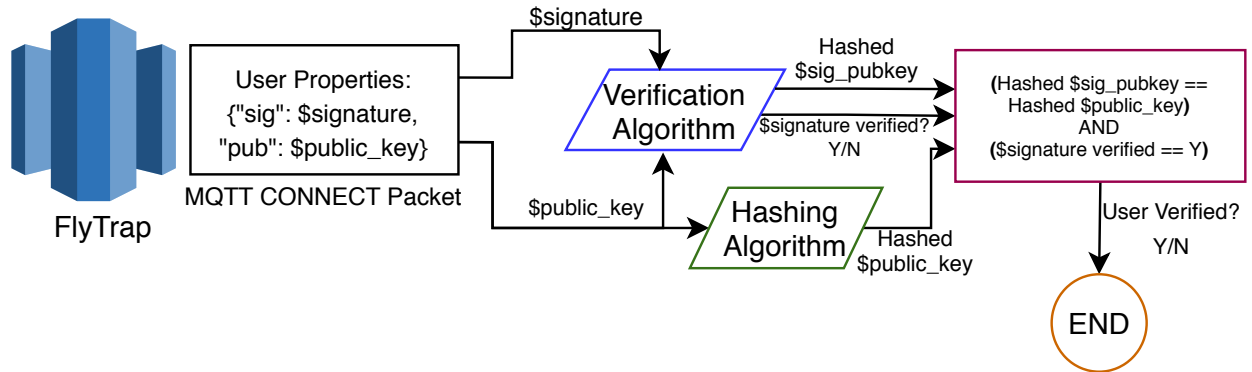 FlyTrap
User Properties:
{"sig": $signature,
"pub": $public_key}
MQTT CONNECT Packet
$signature
$public_key
Verification
Algorithm
Hashing
Algorithm
Hashed
$sig_pubkey
$signature verified?
Y/N
Hashed
$public_key
(Hashed $sig_pubkey ==
Hashed $public_key)
AND
($signature verified == Y)
User Verified?
Y/N
END